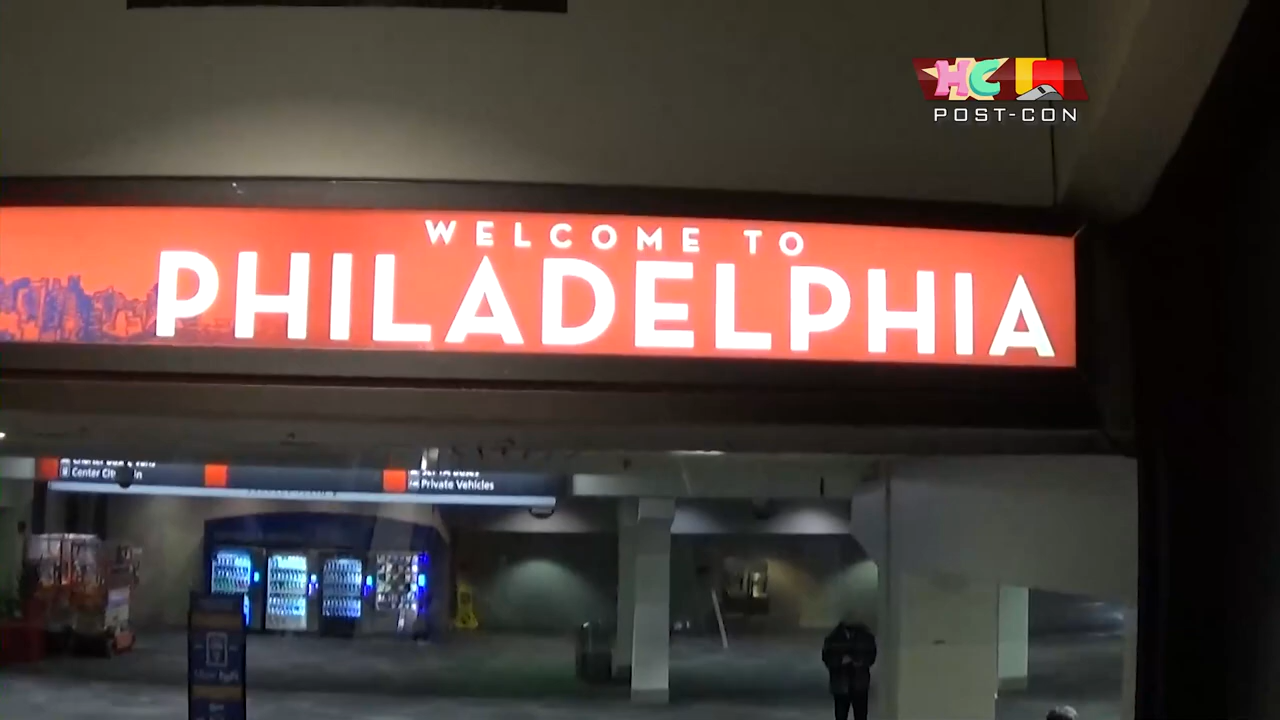 HC
POST-CON
WELCOME TO
PHILADELPHIA
Center City
Private Vehicles